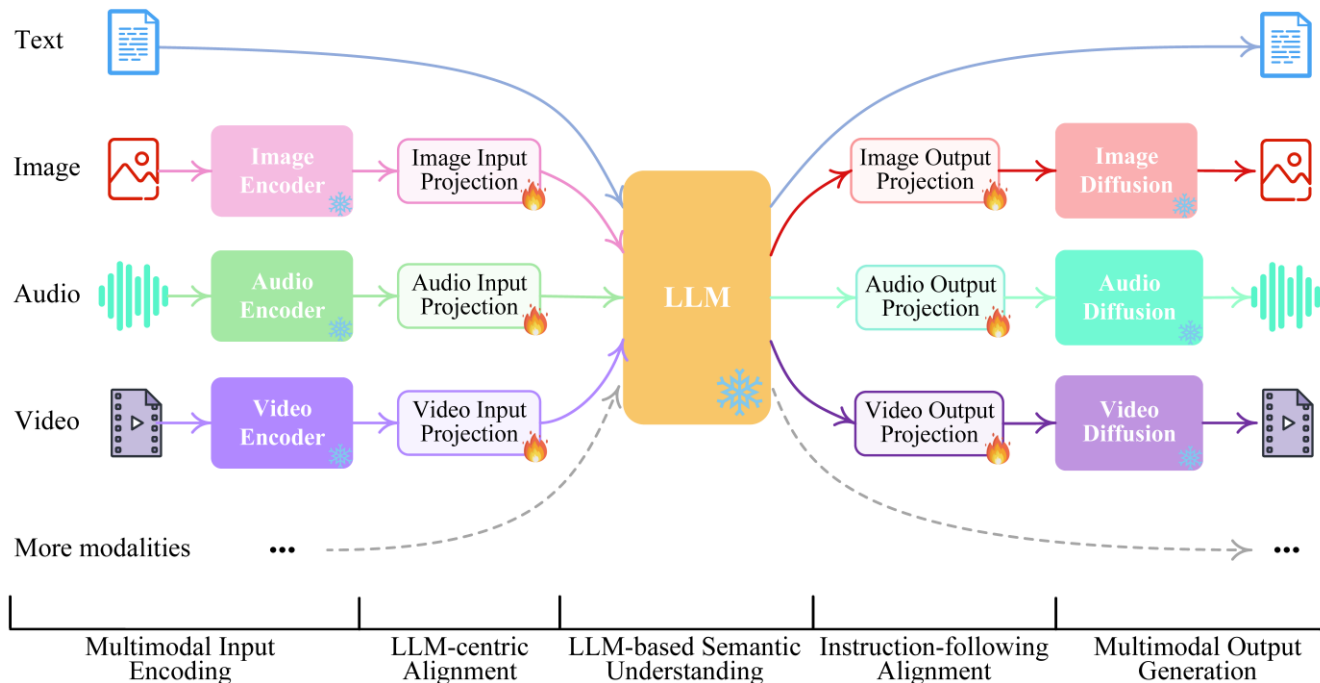 Text
Image
Image
Encoder
Image Input
Projection
Image Output
Projection
Image
Diffusion
Audio
Audio
Encoder
Audio Input
Projection
LLM
Audio Output
Projection
Audio
Diffusion
Video
Video
Encoder
Video Input
Projection
Video Output
Projection
Video
Diffusion
More modalities ...
...
Multimodal Input
Encoding
LLM-centric
Alignment
LLM-based Semantic
Understanding
Instruction-following
Alignment
Multimodal Output
Generation